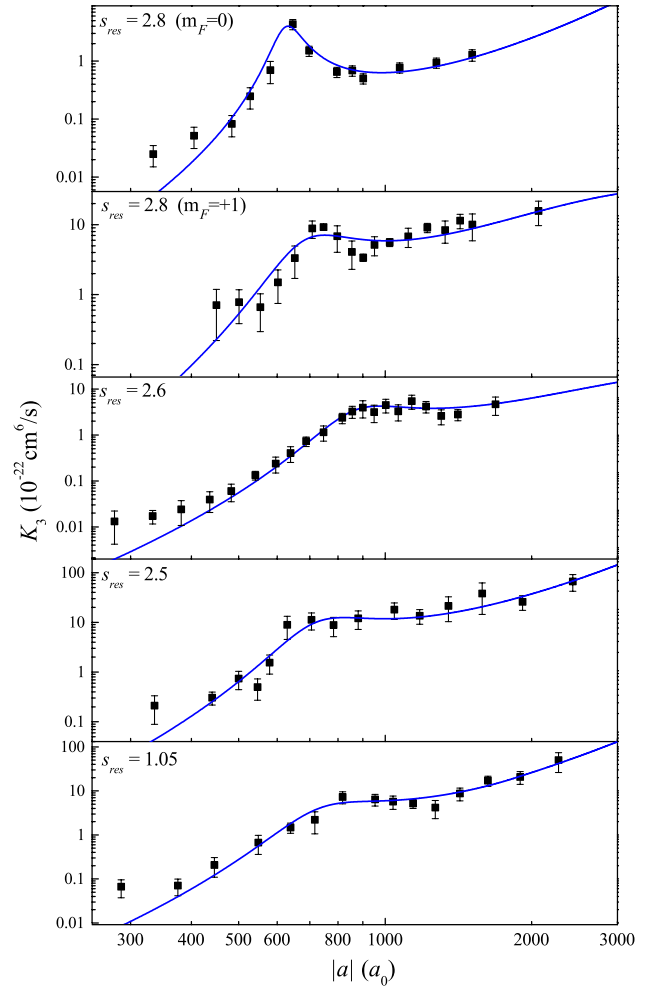 s_res = 2.8 (m_F=0)
1
0.1
0.01
s_res = 2.8 (m_F=+1)
10
1
0.1
s_res = 2.6
10
1
0.1
0.01
s_res = 2.5
100
10
1
0.1
s_res = 1.05
100
10
1
0.1
0.01
K_3 (10^-22 cm^6/s)
300 400 500 600 800 1000 2000 3000
|a| (a_0)